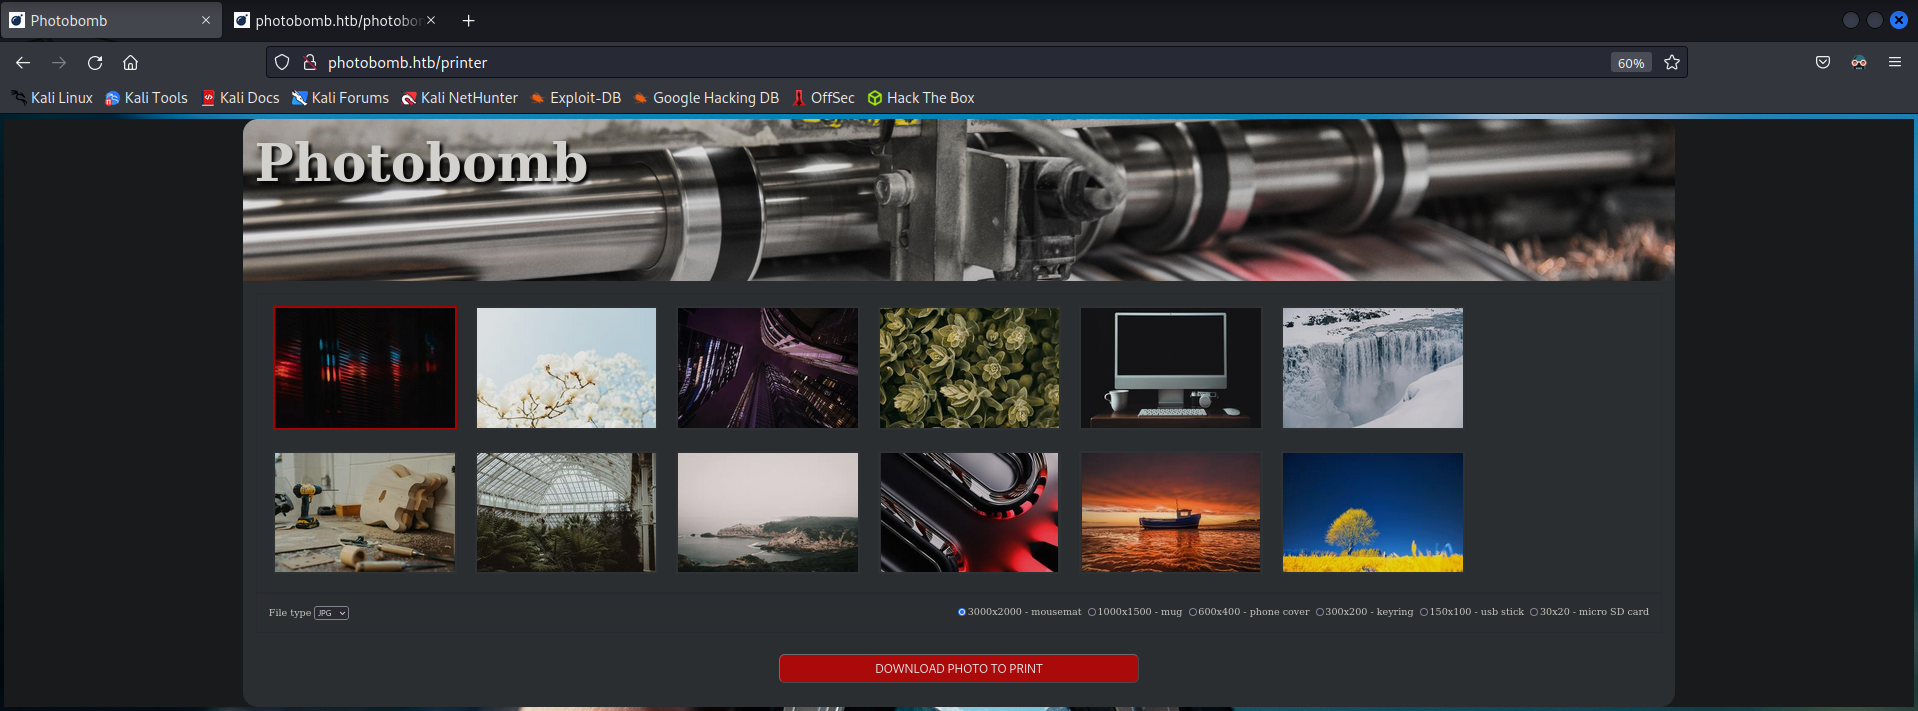 Photobomb
photobomb.htb/photobo
photobomb.htb/printer
60%
Kali Linux Kali Tools Kali Docs Kali Forums Kali NetHunter Exploit-DB Google Hacking DB OffSec Hack The Box
Photobomb
File type JPG 3000x2000 - mousemat 1000x1500 - mug 600x400 - phone cover 300x200 - keyring 150x100 - usb stick 30x20 - micro SD card
DOWNLOAD PHOTO TO PRINT